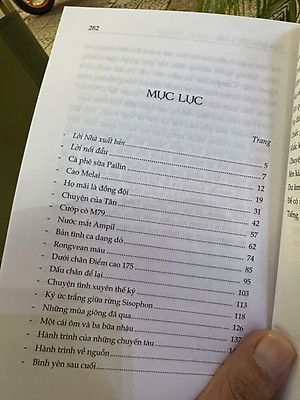 282
MỤC LỤC
Trang
- Lời Nhà xuất bản 5
- Lời nói đầu 7
- Cà phê sữa Pailin 12
- Cao Melai 19
- Họ mãi là đồng đội 31
- Chuyện của Tấn 42
- Cướp cò M79 54
- Nước mắt Ampil 62
- Bản tình ca dang dở 74
- Rongvean máu 85
- Dưới chân Điểm cao 175 95
- Dấu chân để lại 103
- Chuyện tình xuyên thế kỷ 113
- Ký ức trắng giữa rừng Sisophon 118
- Những mùa giông đã qua 126
- Một cái ôm và ba bữa nhậu 137
- Hành trình của những chuyến tàu
- Hành trình về nguồn
- Bình yên sau cuối